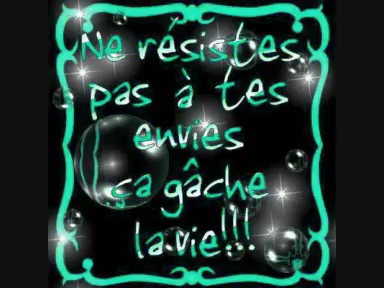 Ne résistes
pas à tes
envies
ça gâche
la vie!!!